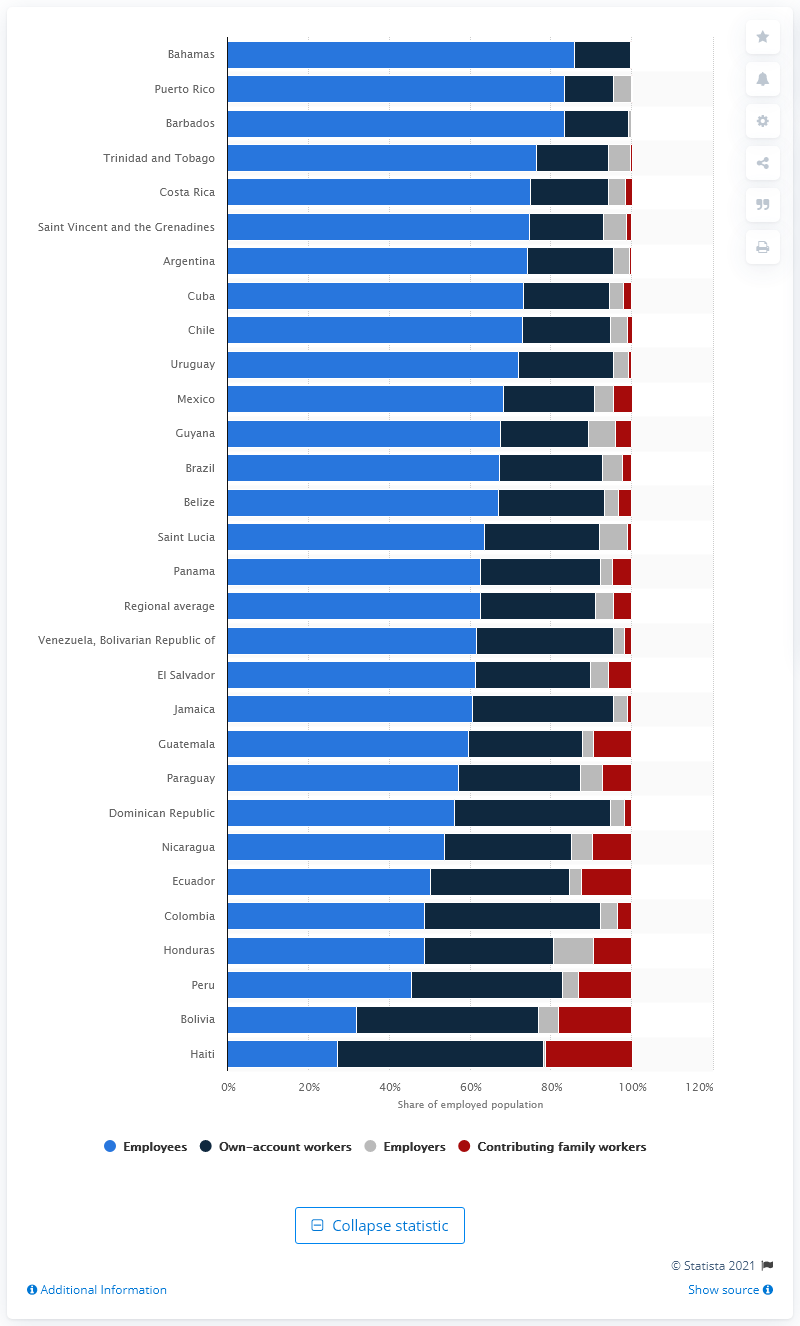 Bahamas
Puerto Rico
Barbados
Trinidad and Tobago
Costa Rica
Saint Vincent and the Grenadines
Argentina
Cuba
Chile
Uruguay
Mexico
Guyana
Brazil
Belize
Saint Lucia
Panama
Regional average
Venezuela, Bolivarian Republic of
El Salvador
Jamaica
Guatemala
Paraguay
Dominican Republic
Nicaragua
Ecuador
Colombia
Honduras
Peru
Bolivia
Haiti
0% 20% 40% 60% 80% 100% 120%
Share of employed population
Employees Own-account workers Employers Contributing family workers
Collapse statistic
© Statista 2021
Additional Information Show source